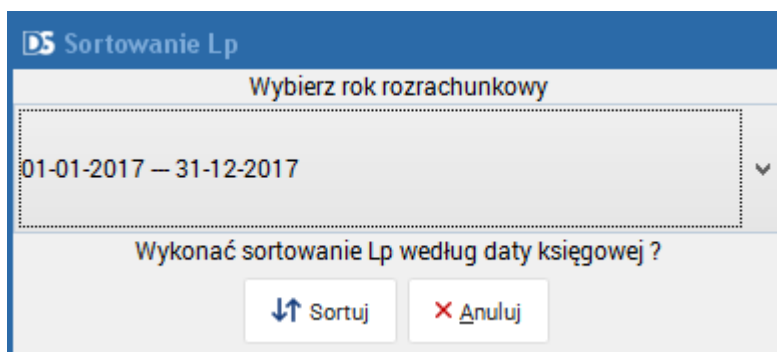 DS Sortowanie Lp
Wybierz rok rozrachunkowy
01-01-2017 --- 31-12-2017
Wykonać sortowanie Lp według daty księgowej ?
Sortuj Anuluj